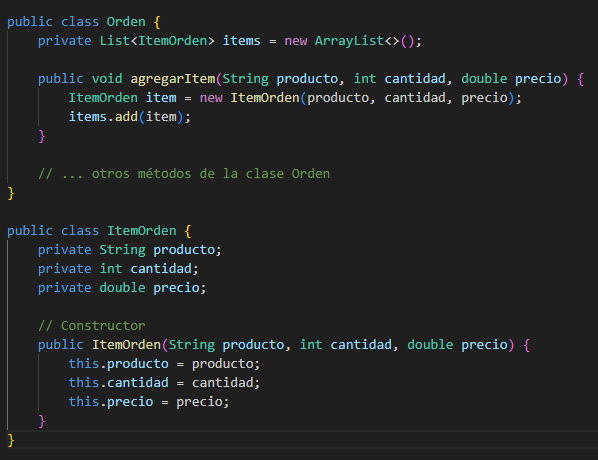 public class Orden {
    private List<ItemOrden> items = new ArrayList<>();

    public void agregarItem(String producto, int cantidad, double precio) {
        ItemOrden item = new ItemOrden(producto, cantidad, precio);
        items.add(item);
    }

    // ... otros métodos de la clase Orden
}

public class ItemOrden {
    private String producto;
    private int cantidad;
    private double precio;

    // Constructor
    public ItemOrden(String producto, int cantidad, double precio) {
        this.producto = producto;
        this.cantidad = cantidad;
        this.precio = precio;
    }
}